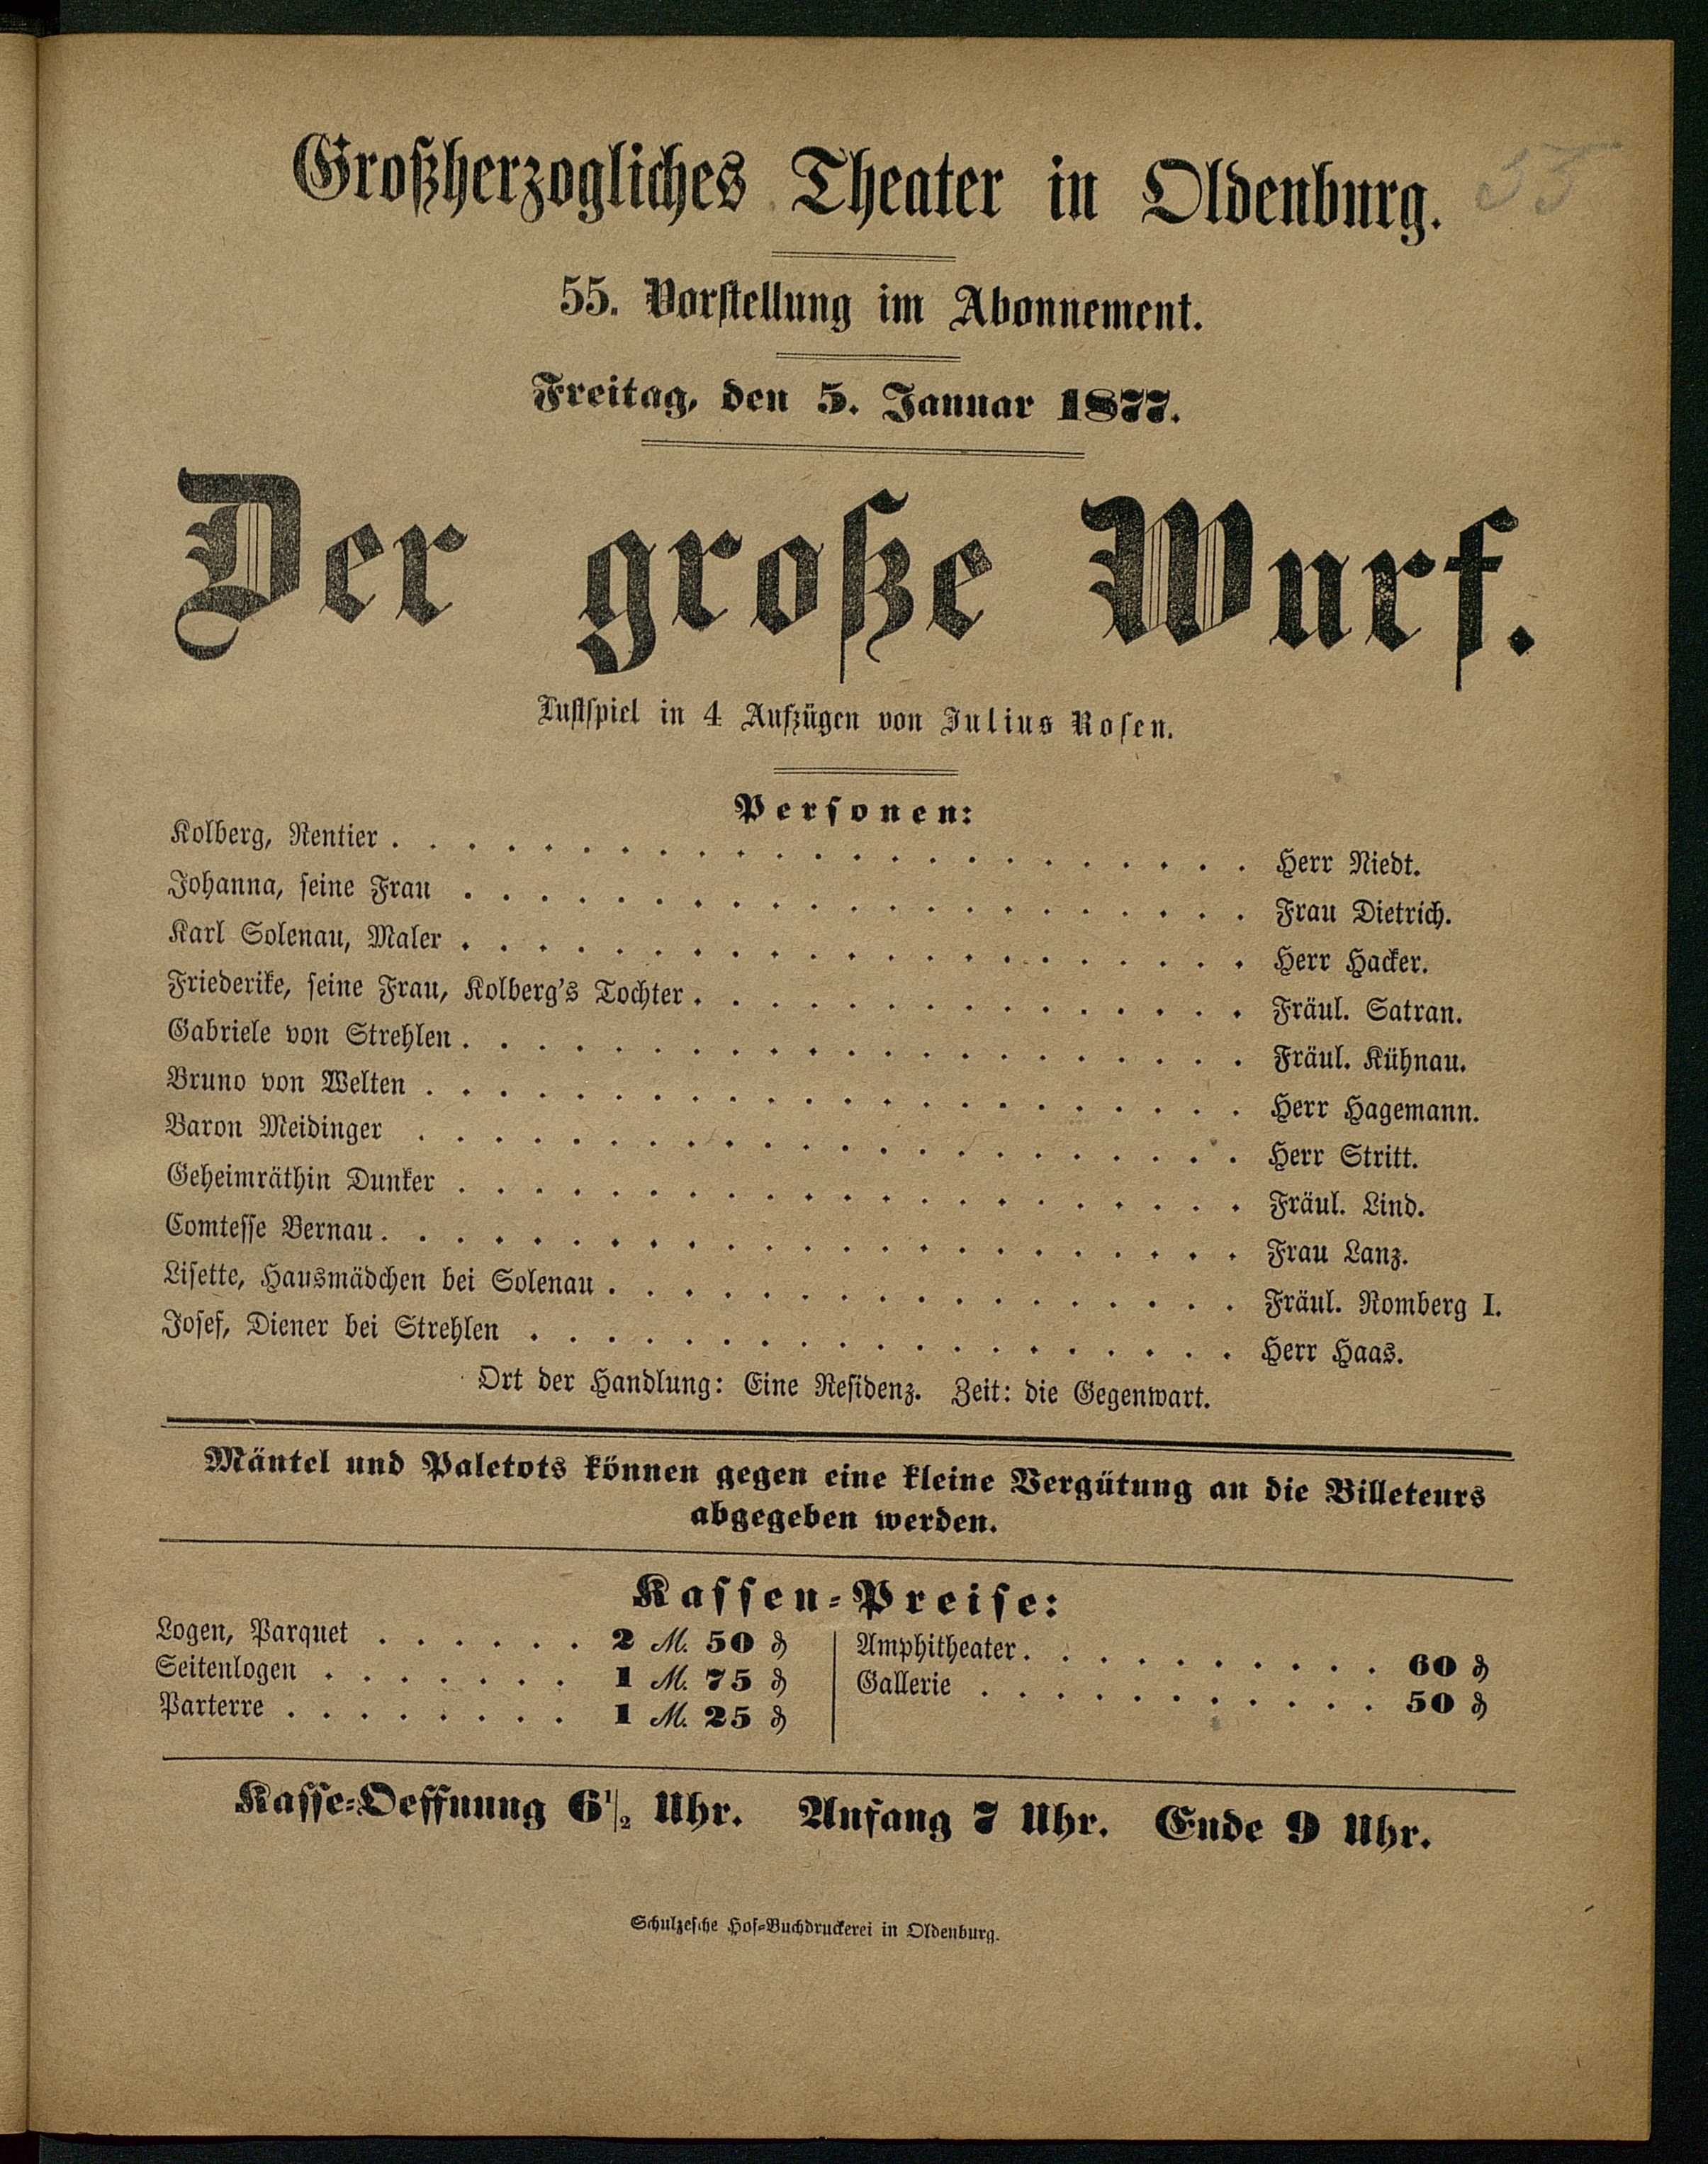 Großherzogliches Theater in Oldenburg. 55
55. Vorstellung im Abonnement.
Freitag, den 5. Januar 1877.
Der große Wurf.
Lustspiel in 4 Aufzügen von Julius Rosen.
Personen:
Kolberg, Rentier . . . . . . . . . . . . . . . . . . . . . . . Herr Niedt.
Johanna, seine Frau . . . . . . . . . . . . . . . . . . . . . Frau Dietrich.
Karl Solenau, Maler . . . . . . . . . . . . . . . . . . . . . Herr Hacker.
Friederike, seine Frau, Kolberg's Tochter . . . . . . . . . . . . . . . Fräul. Satran.
Gabriele von Strehlen . . . . . . . . . . . . . . . . . . . . . Fräul. Kühnau.
Bruno von Welten . . . . . . . . . . . . . . . . . . . . . . Herr Hagemann.
Baron Meidinger . . . . . . . . . . . . . . . . . . . . . . Herr Stritt.
Geheimräthin Dunker . . . . . . . . . . . . . . . . . . . . . Fräul. Lind.
Comtesse Bernau . . . . . . . . . . . . . . . . . . . . . . . Frau Lanz.
Lisette, Hausmädchen bei Solenau . . . . . . . . . . . . . . . . . Fräul. Romberg I.
Josef, Diener bei Strehlen . . . . . . . . . . . . . . . . . . . Herr Haas.
Ort der Handlung: Eine Residenz. Zeit: die Gegenwart.
Mäntel und Paletots können gegen eine kleine Vergütung an die Billeteurs
abgegeben werden.
Kassen-Preise:
Logen, Parquet . . . . . . 2 M. 50 ₰
Seitenlogen . . . . . . . 1 M. 75 ₰
Parterre . . . . . . . . 1 M. 25 ₰
Amphitheater . . . . . . . . . . 60 ₰
Gallerie . . . . . . . . . . . 50 ₰
Kasse-Oeffnung 6 1/2 Uhr. Anfang 7 Uhr. Ende 9 Uhr.
Schulzesche Hof-Buchdruckerei in Oldenburg.